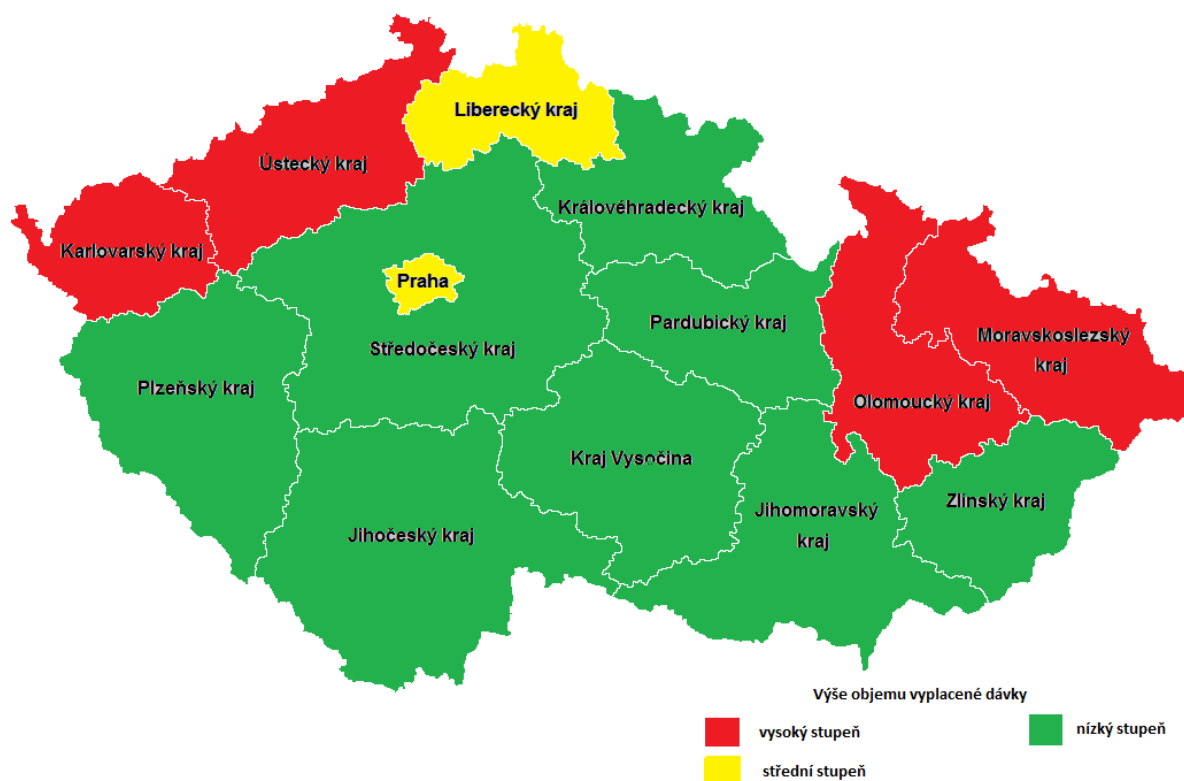 Liberecký kraj
Ústecký kraj
Královéhradecký kraj
Karlovarský kraj
Praha
Pardubický kraj
Středočeský kraj
Moravskoslezský
kraj
Plzeňský kraj
Olomoucký kraj
Kraj Vysočina
Zlínský kraj
Jihomoravský
kraj
Jihočeský kraj
Výše objemu vyplacené dávky
vysoký stupeň
nízký stupeň
střední stupeň